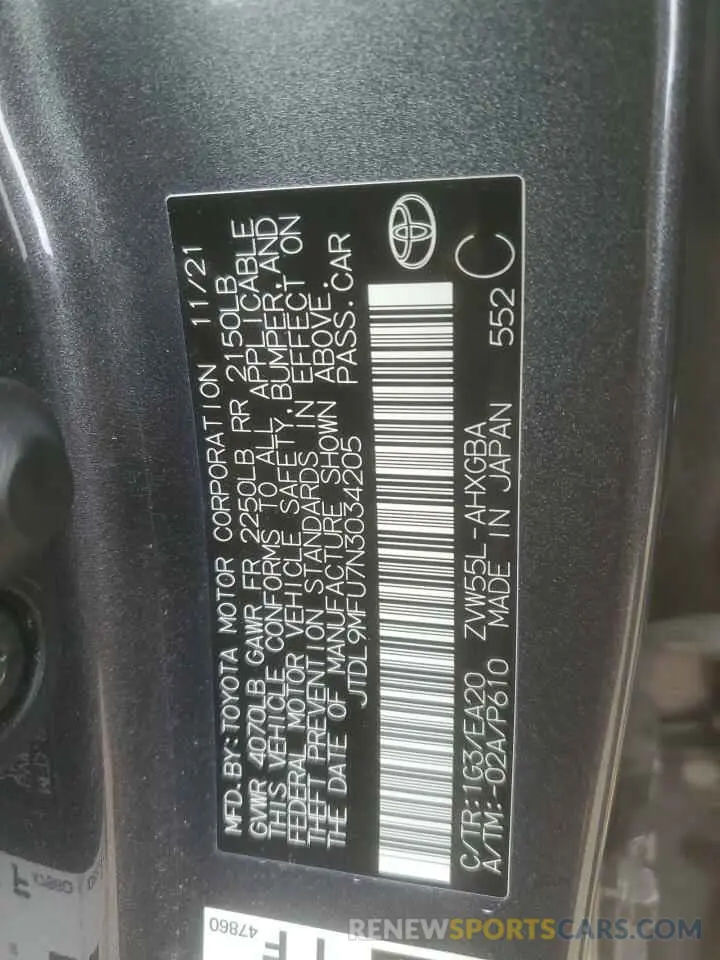 MFD. BY: TOYOTA MOTOR CORPORATION 11/21
GVWR 4070LB GAWR FR 2250LB RR 2150LB
THIS VEHICLE CONFORMS TO ALL APPLICABLE
FEDERAL MOTOR VEHICLE SAFETY, BUMPER, AND
THEFT PREVENTION STANDARDS IN EFFECT ON
THE DATE OF MANUFACTURE SHOWN ABOVE.
JTDL9MFU7N3034205 PASS. CAR
C/TR: 1G3/EA20 ZVW55L-AHXGBA 552 C
A/TM: -02A/P610 MADE IN JAPAN
47860
RENEWSPORTSCARS.COM